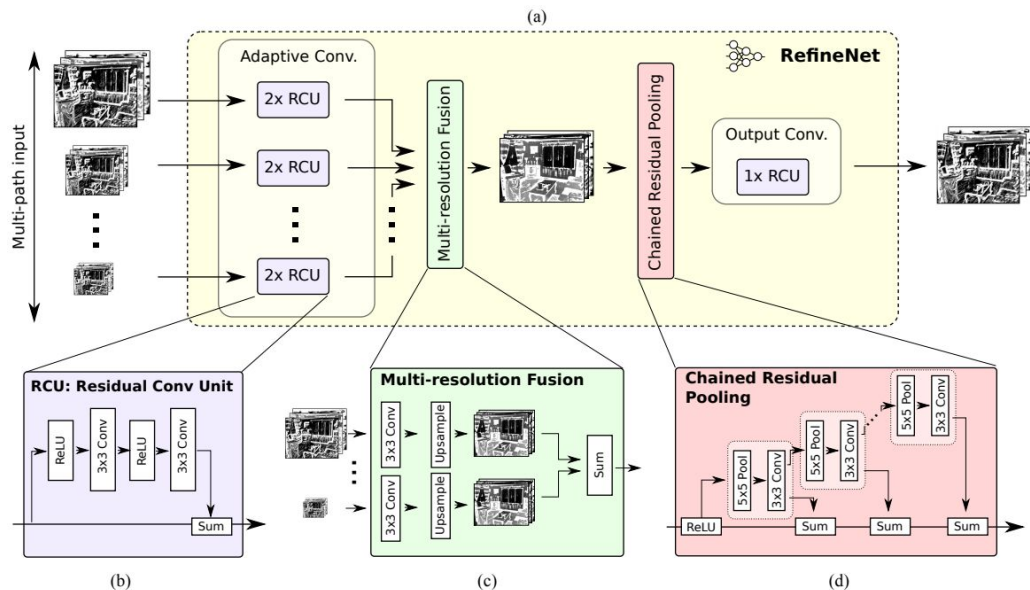 (a)
Multi-path input
Adaptive Conv.
2x RCU
2x RCU
2x RCU
Multi-resolution Fusion
Chained Residual Pooling
RefineNet
Output Conv.
1x RCU
RCU: Residual Conv Unit
ReLU
3x3 Conv
ReLU
3x3 Conv
Sum
(b)
Multi-resolution Fusion
3x3 Conv
Upsample
3x3 Conv
Upsample
Sum
(c)
Chained Residual
Pooling
ReLU
5x5 Pool
3x3 Conv
5x5 Pool
3x3 Conv
5x5 Pool
3x3 Conv
Sum
Sum
Sum
(d)